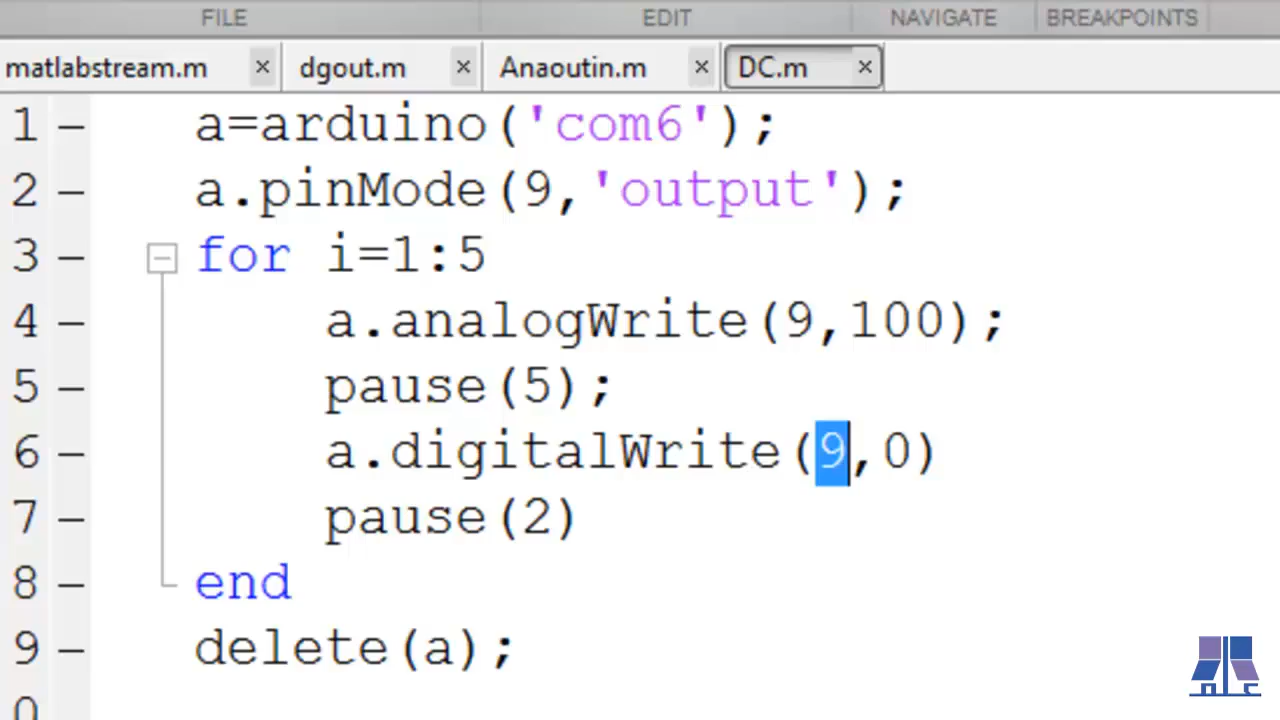 FILE EDIT NAVIGATE BREAKPOINTS
matlabstream.m × dgout.m × Anaoutin.m × DC.m ×
1 – a=arduino('com6');
2 – a.pinMode(9,'output');
3 – for i=1:5
4 – a.analogWrite(9,100);
5 – pause(5);
6 – a.digitalWrite(9,0)
7 – pause(2)
8 – end
9 – delete(a);
0